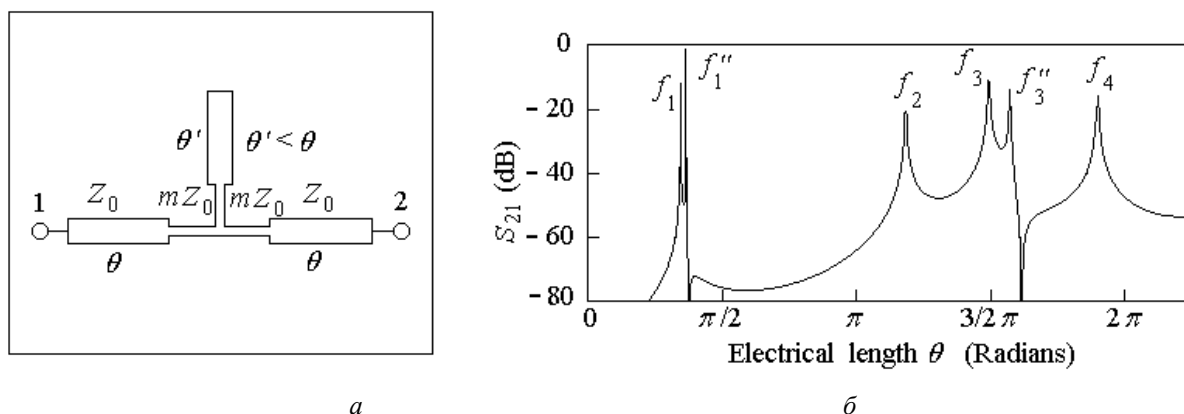 θ' θ' < θ
Z₀ mZ₀ mZ₀ Z₀
1 2
θ θ
a
S₂₁ (dB)
0
− 20
− 40
− 60
− 80
f₁ f₁'' f₂ f₃ f₃'' f₄
0 π/2 π 3/2 π 2 π
Electrical length θ (Radians)
б